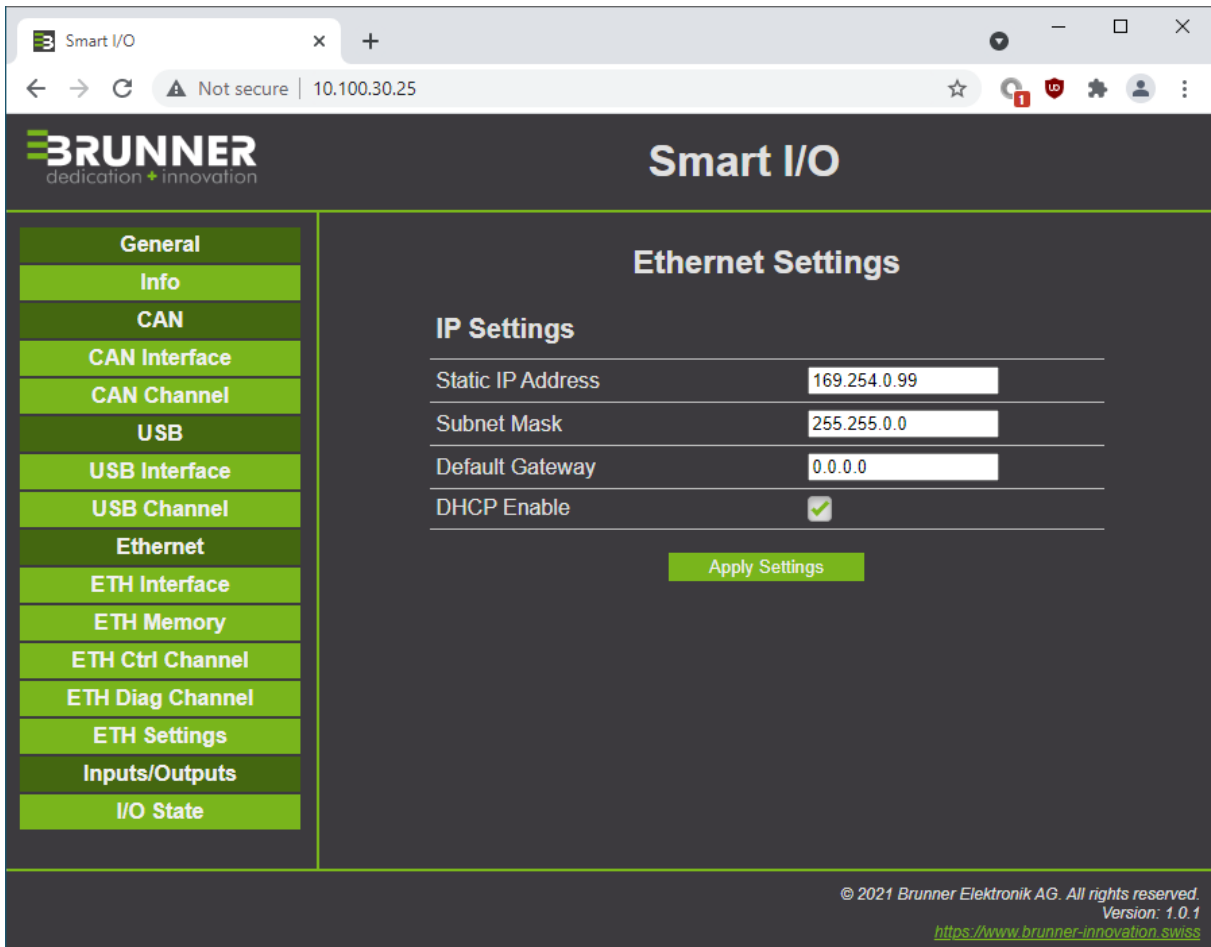 Smart I/O
Not secure
10.100.30.25
1
UD
BRUNNER
dedication + innovation
Smart I/O
General
Info
CAN
CAN Interface
CAN Channel
USB
USB Interface
USB Channel
Ethernet
ETH Interface
ETH Memory
ETH Ctrl Channel
ETH Diag Channel
ETH Settings
Inputs/Outputs
I/O State
Ethernet Settings
IP Settings
Static IP Address 169.254.0.99
Subnet Mask 255.255.0.0
Default Gateway 0.0.0.0
DHCP Enable
Apply Settings
© 2021 Brunner Elektronik AG. All rights reserved.
Version: 1.0.1
https://www.brunner-innovation.swiss